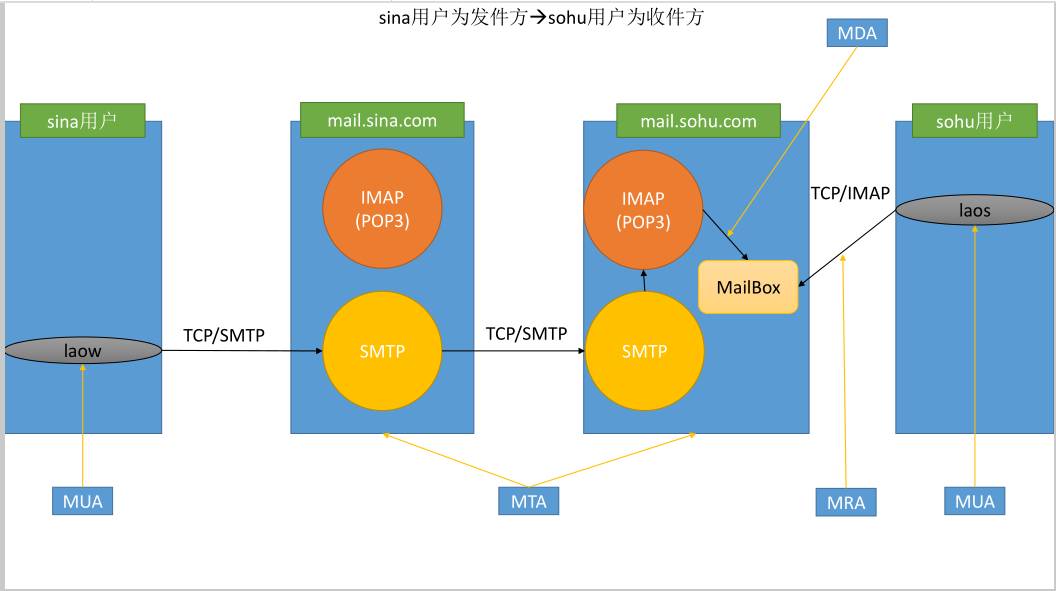 sina用户为发件方→sohu用户为收件方
MDA
sina用户
mail.sina.com
mail.sohu.com
sohu用户
IMAP
(POP3)
IMAP
(POP3)
TCP/IMAP
laos
MailBox
laow
TCP/SMTP
SMTP
TCP/SMTP
SMTP
MUA
MTA
MRA
MUA